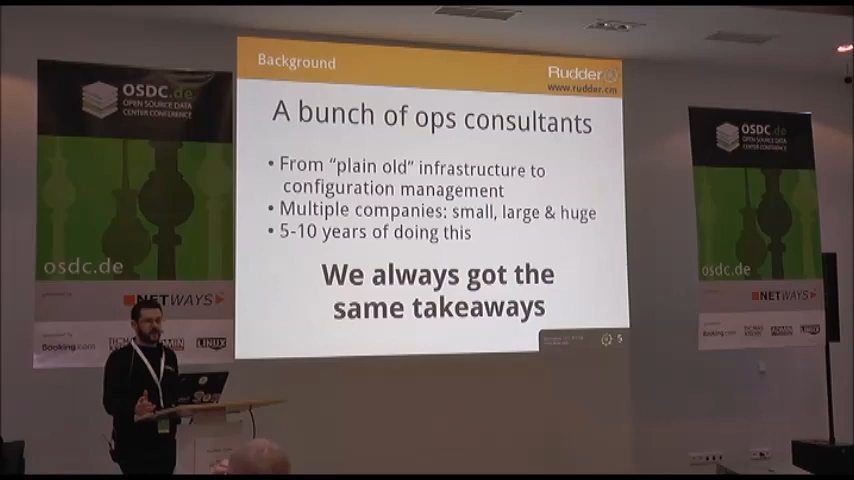 Background
Rudder
www.rudder.cm
A bunch of ops consultants
• From “plain old” infrastructure to
configuration management
• Multiple companies: small, large & huge
• 5-10 years of doing this
We always got the
same takeaways
5
OSDC.de
OPEN SOURCE DATA
CENTER CONFERENCE
osdc.de
NETWAYS
Booking.com
LINUX
OSDC.de
OPEN SOURCE DATA
CENTER CONFERENCE
osdc.de
NETWAYS
Booking.com
ADMIN
LINUX